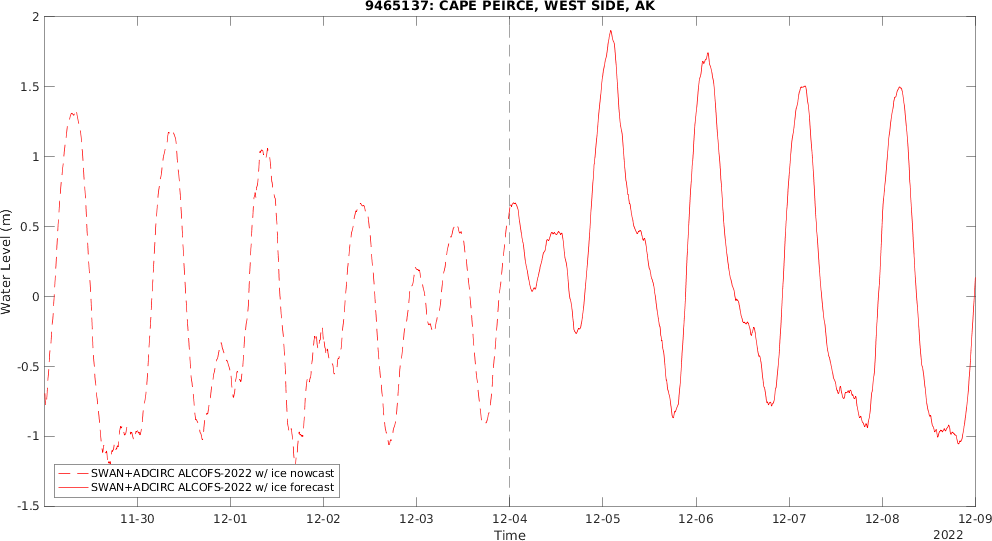 9465137: CAPE PEIRCE, WEST SIDE, AK
2
1.5
1
0.5
0
-0.5
-1
-1.5
Water Level (m)
SWAN+ADCIRC ALCOFS-2022 w/ ice nowcast
SWAN+ADCIRC ALCOFS-2022 w/ ice forecast
11-30 12-01 12-02 12-03 12-04 12-05 12-06 12-07 12-08 12-09
Time
2022